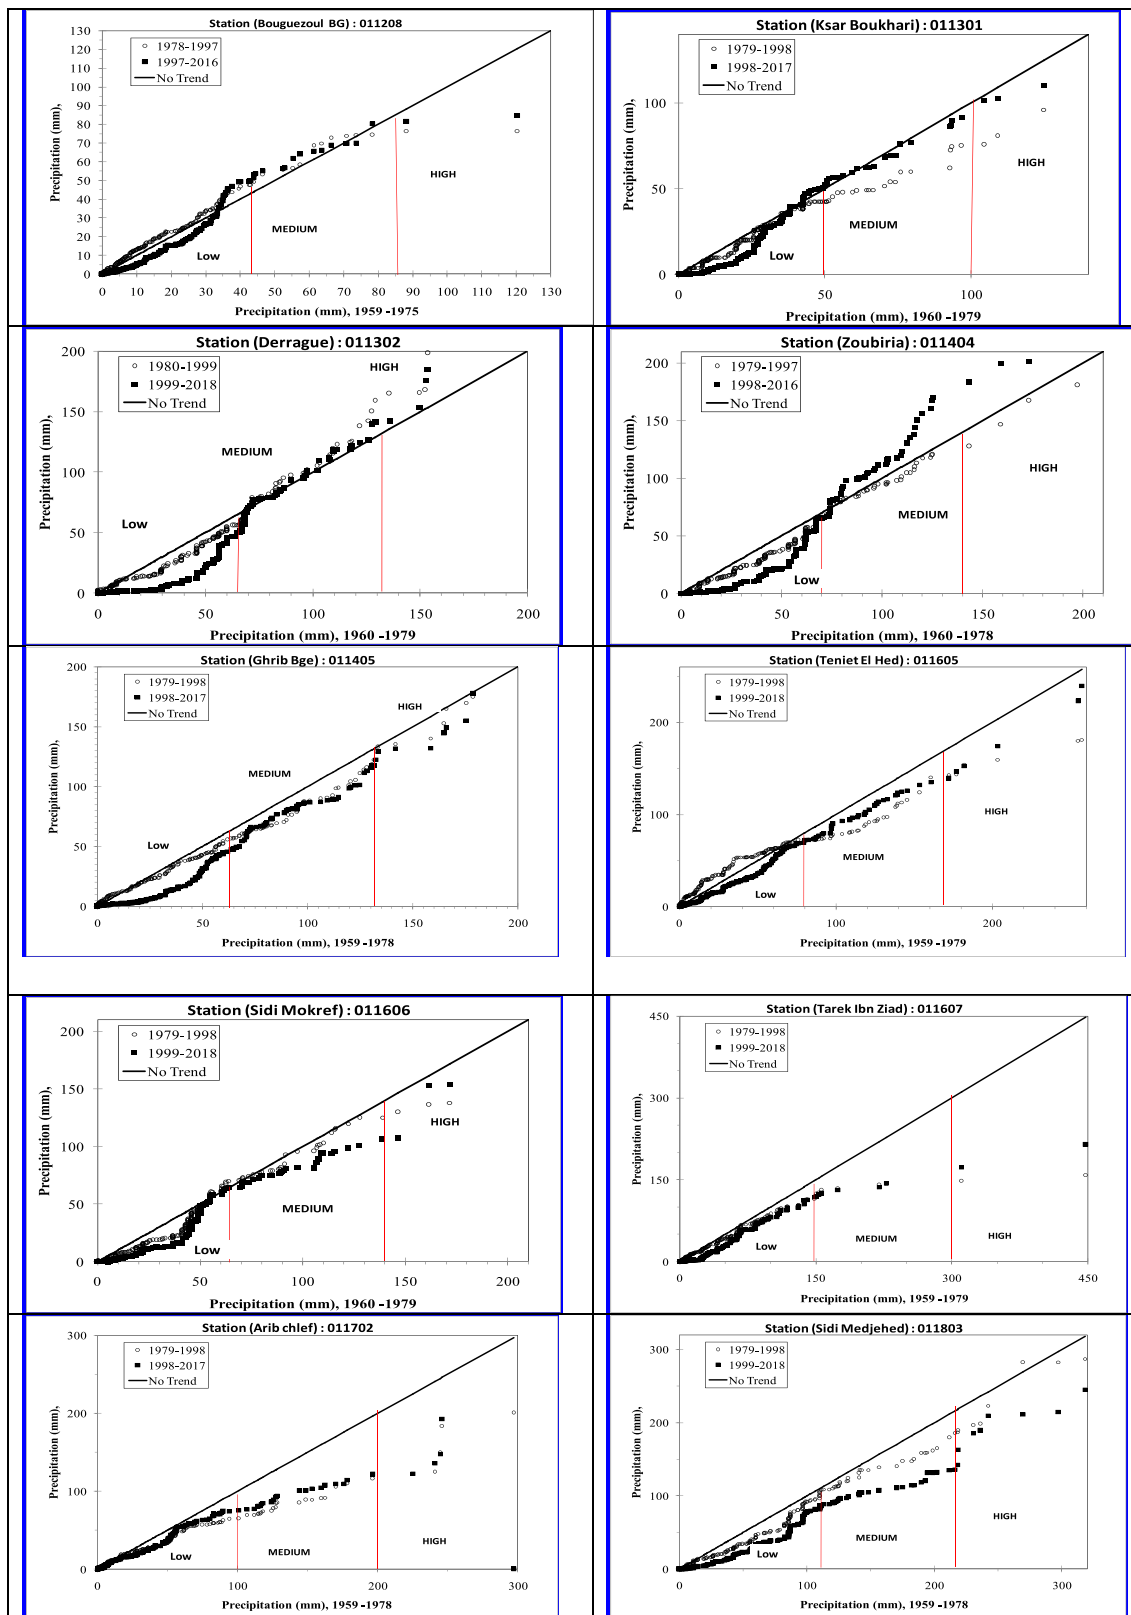 Station (Bouguezoul BG) : 011208
Precipitation (mm),
130
120
110
100
90
80
70
60
50
40
30
20
10
0
1978-1997
1997-2016
No Trend
HIGH
MEDIUM
Low
0 10 20 30 40 50 60 70 80 90 100 110 120 130
Precipitation (mm), 1959 -1975
Station (Ksar Boukhari) : 011301
Precipitation (mm),
100
50
0
1979-1998
1998-2017
No Trend
HIGH
MEDIUM
Low
0 50 100
Precipitation (mm), 1960 -1979
Station (Derrague) : 011302
Precipitation (mm),
200
150
100
50
0
1980-1999
1999-2018
No Trend
HIGH
MEDIUM
Low
0 50 100 150 200
Precipitation (mm), 1960 -1979
Station (Zoubiria) : 011404
Precipitation (mm),
200
150
100
50
0
1979-1997
1998-2016
No Trend
HIGH
MEDIUM
Low
0 50 100 150 200
Precipitation (mm), 1960 -1978
Station (Ghrib Bge) : 011405
Precipitation (mm),
200
150
100
50
0
1979-1998
1998-2017
No Trend
HIGH
MEDIUM
Low
0 50 100 150 200
Precipitation (mm), 1959 -1978
Station (Teniet El Hed) : 011605
Precipitation (mm),
200
100
0
1979-1998
1999-2018
No Trend
HIGH
MEDIUM
Low
0 100 200
Precipitation (mm), 1959 -1979
Station (Sidi Mokref) : 011606
Precipitation (mm),
200
150
100
50
0
1979-1998
1999-2018
No Trend
HIGH
MEDIUM
Low
0 50 100 150 200
Precipitation (mm), 1960 -1979
Station (Tarek Ibn Ziad) : 011607
Precipitation (mm),
450
300
150
0
1979-1998
1999-2018
No Trend
Low
MEDIUM
HIGH
0 150 300 450
Precipitation (mm), 1959 -1979
Station (Arib chlef) : 011702
Precipitation (mm),
300
200
100
0
1979-1998
1998-2017
No Trend
Low
MEDIUM
HIGH
0 100 200 300
Precipitation (mm), 1959 -1978
Station (Sidi Medjehed) : 011803
Precipitation (mm),
300
200
100
0
1979-1998
1999-2018
No Trend
HIGH
MEDIUM
Low
0 100 200 300
Precipitation (mm), 1959 -1978